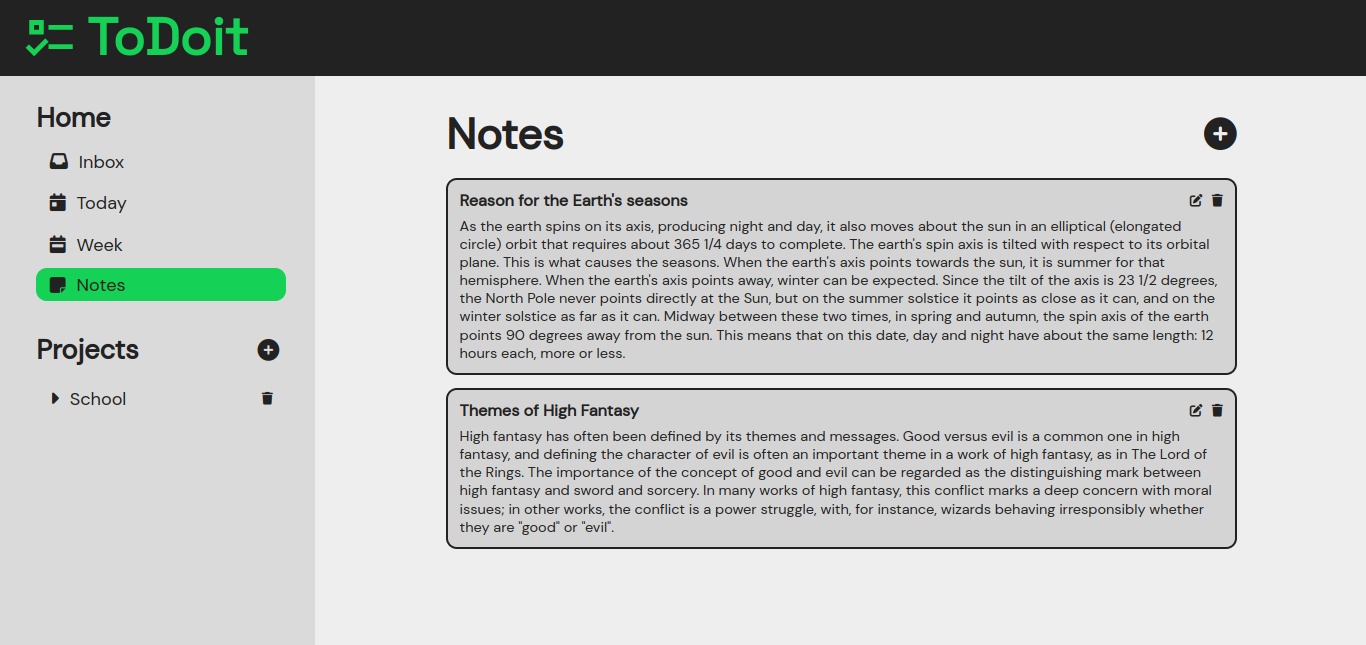 ToDoit
Home
Inbox
Today
Week
Notes
Projects
School
Notes
Reason for the Earth's seasons
As the earth spins on its axis, producing night and day, it also moves about the sun in an elliptical (elongated
circle) orbit that requires about 365 1/4 days to complete. The earth's spin axis is tilted with respect to its orbital
plane. This is what causes the seasons. When the earth's axis points towards the sun, it is summer for that
hemisphere. When the earth's axis points away, winter can be expected. Since the tilt of the axis is 23 1/2 degrees,
the North Pole never points directly at the Sun, but on the summer solstice it points as close as it can, and on the
winter solstice as far as it can. Midway between these two times, in spring and autumn, the spin axis of the earth
points 90 degrees away from the sun. This means that on this date, day and night have about the same length: 12
hours each, more or less.
Themes of High Fantasy
High fantasy has often been defined by its themes and messages. Good versus evil is a common one in high
fantasy, and defining the character of evil is often an important theme in a work of high fantasy, as in The Lord of
the Rings. The importance of the concept of good and evil can be regarded as the distinguishing mark between
high fantasy and sword and sorcery. In many works of high fantasy, this conflict marks a deep concern with moral
issues; in other works, the conflict is a power struggle, with, for instance, wizards behaving irresponsibly whether
they are "good" or "evil".